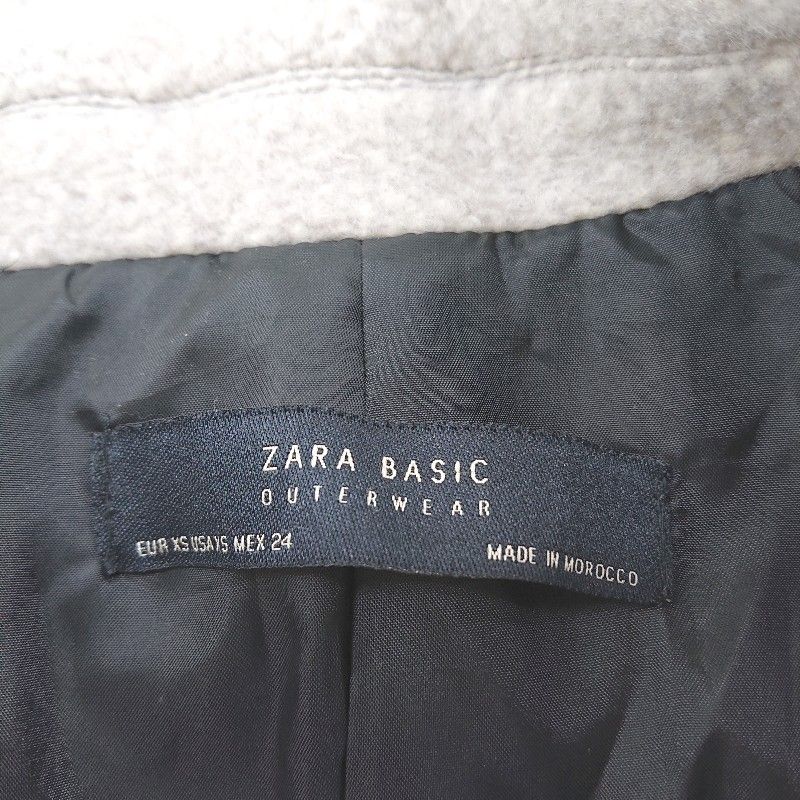 ZARA BASIC
OUTERWEAR
EUR XS USA XS MEX 24
MADE IN MOROCCO